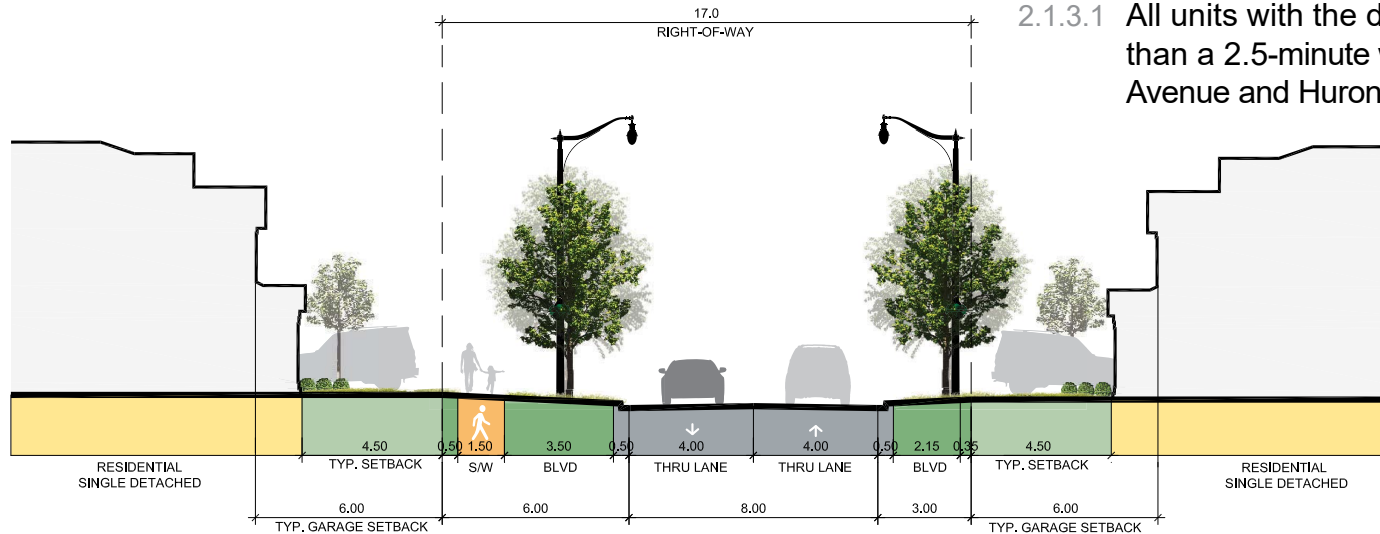 17.0
RIGHT-OF-WAY
2.1.3.1 All units with the d
than a 2.5-minute
Avenue and Huron
4.50 0.50 1.50 3.50 0.50 4.00 4.00 0.50 2.15 0.35 4.50
RESIDENTIAL
SINGLE DETACHED
TYP. SETBACK
S/W
BLVD
THRU LANE
THRU LANE
BLVD
TYP. SETBACK
RESIDENTIAL
SINGLE DETACHED
6.00 6.00 8.00 3.00 6.00
TYP. GARAGE SETBACK
TYP. GARAGE SETBACK